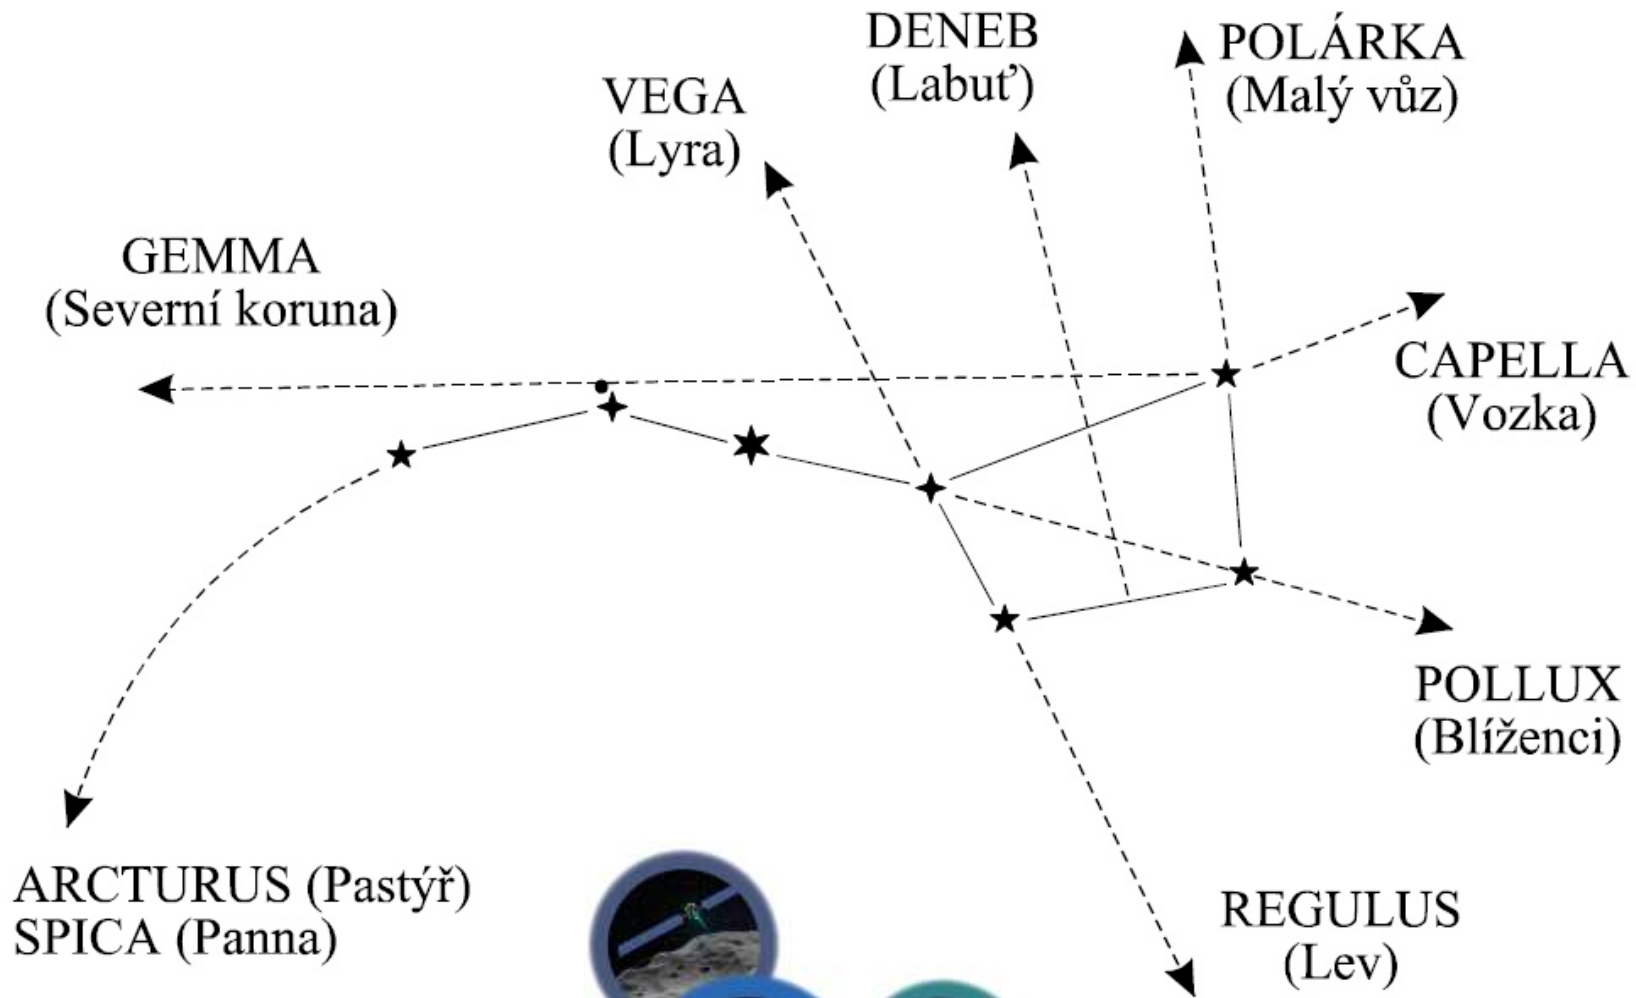 DENEB
(Labuť)
POLÁRKA
(Malý vůz)
VEGA
(Lyra)
GEMMA
(Severní koruna)
CAPELLA
(Vozka)
POLLUX
(Blíženci)
ARCTURUS (Pastýř)
SPICA (Panna)
REGULUS
(Lev)